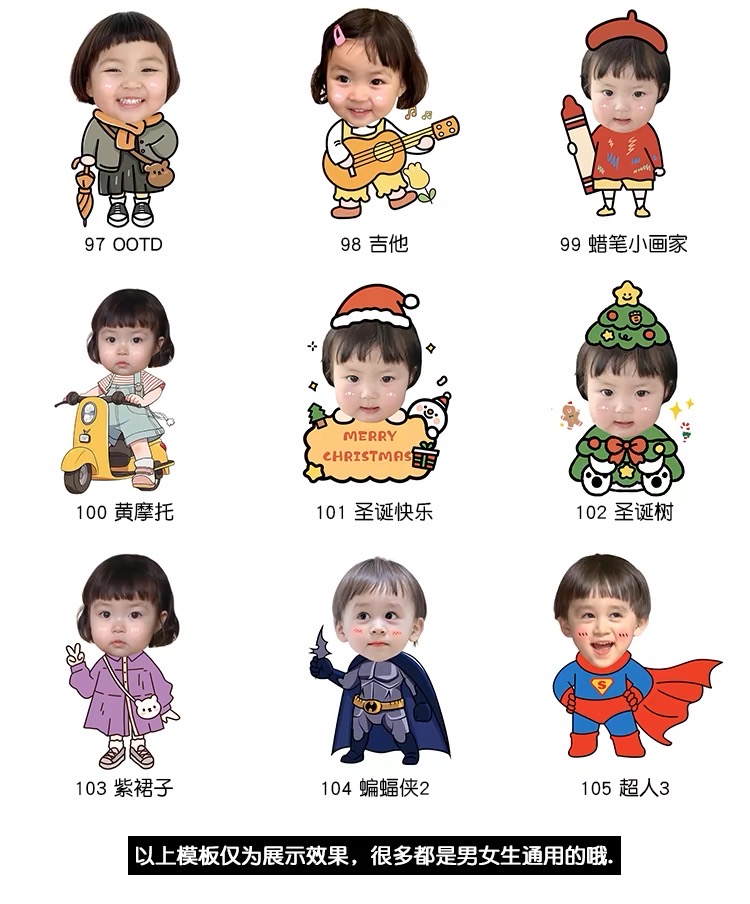 97 OOTD
98 吉他
99 蜡笔小画家
100 黄摩托
MERRY
CHRISTMAS
101 圣诞快乐
102 圣诞树
103 紫裙子
104 蝙蝠侠2
S
105 超人3
以上模板仅为展示效果，很多都是男女生通用的哦.